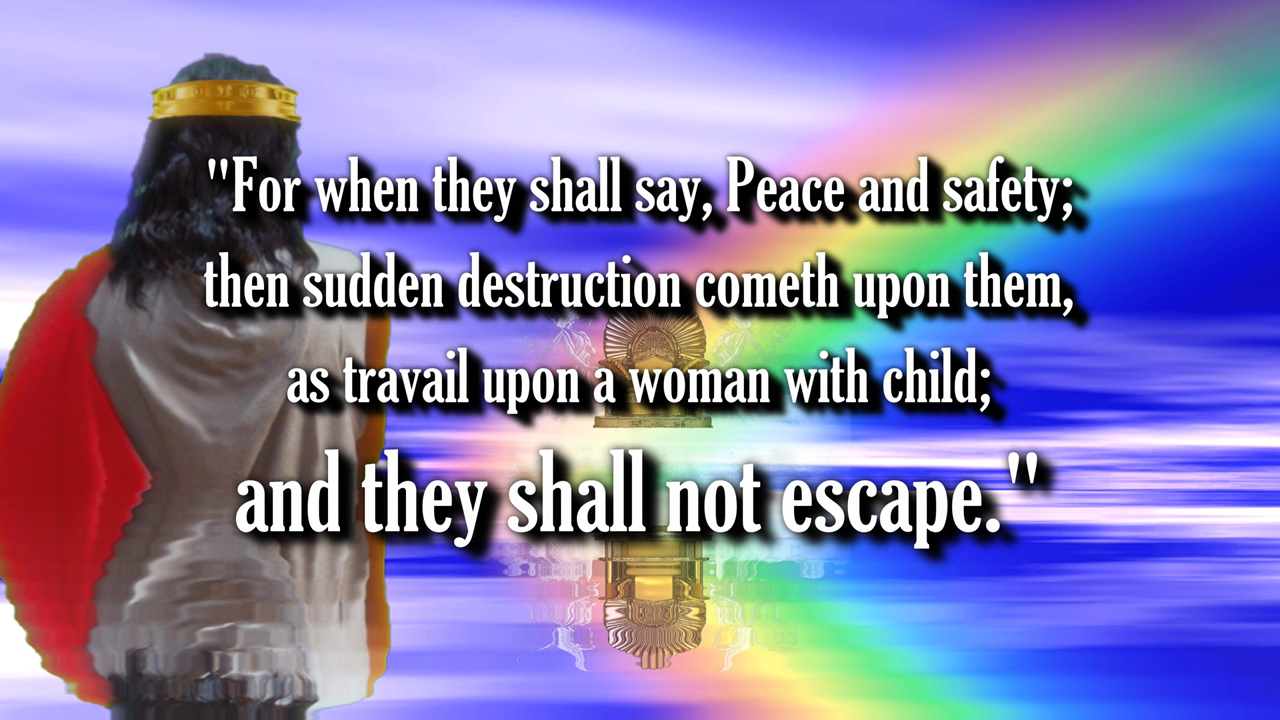 "For when they shall say, Peace and safety;
then sudden destruction cometh upon them,
as travail upon a woman with child;
and they shall not escape."